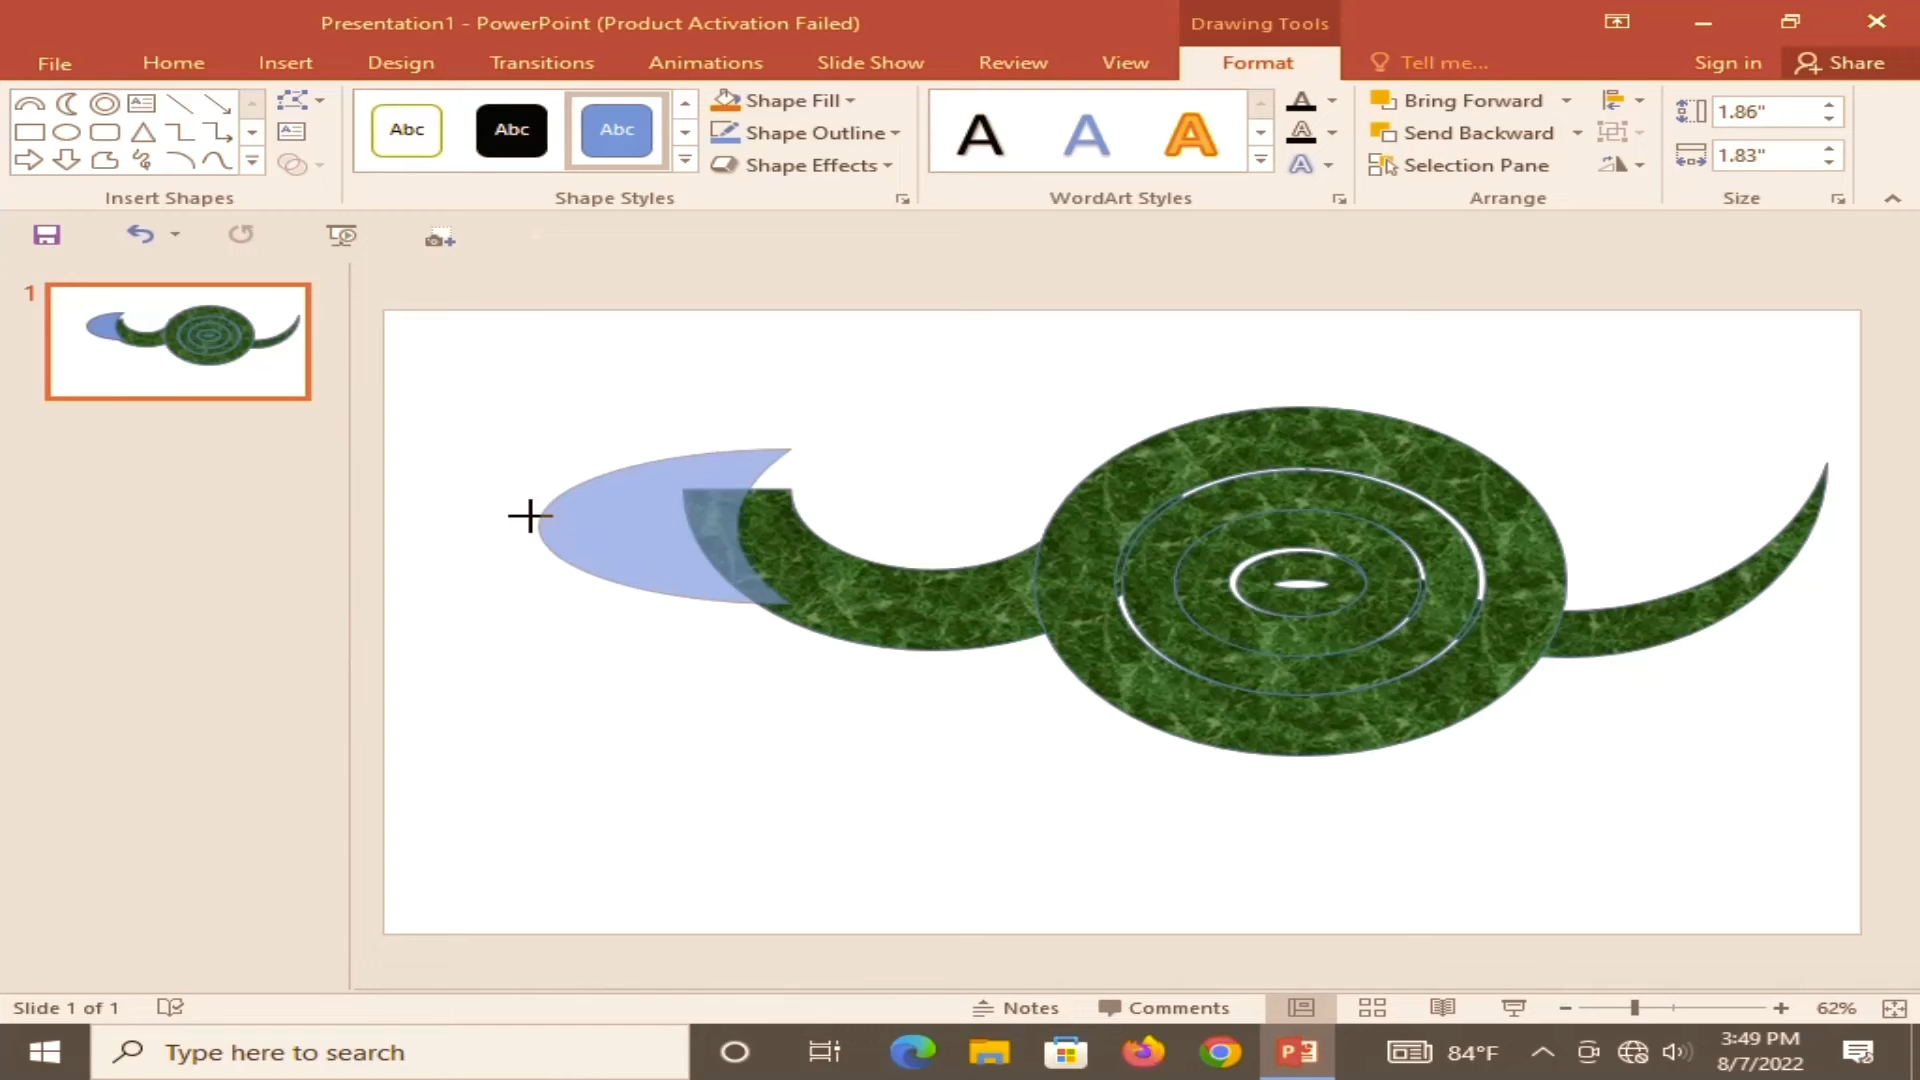 Presentation1 - PowerPoint (Product Activation Failed)
Drawing Tools
File Home Insert Design Transitions Animations Slide Show Review View Format Tell me... Sign in Share
Abc Abc Abc
Shape Fill
Shape Outline
Shape Effects
A A A
Bring Forward
Send Backward
Selection Pane
1.86"
1.83"
Insert Shapes Shape Styles WordArt Styles Arrange Size
1
Slide 1 of 1 Notes Comments 62%
Type here to search
84°F
3:49 PM
8/7/2022